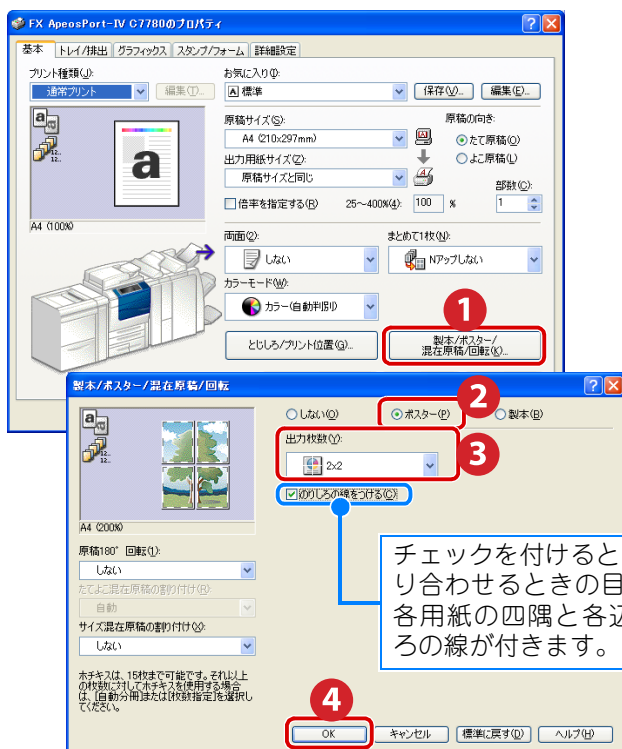 FX ApeosPort-IV C7780のプロパティ
基本 トレイ/排出 グラフィックス スタンプ/フォーム 詳細設定
プリント種類(J):
通常プリント 編集(T)...
お気に入り(I):
標準 保存(V)... 編集(E)...
原稿サイズ(S):
A4 (210x297mm)
原稿の向き:
たて原稿(O)
よこ原稿(L)
出力用紙サイズ(Z):
原稿サイズと同じ
倍率を指定する(R) 25～400%(4): 100 %
部数(C):
1
A4 (100%)
両面(2):
しない
まとめて1枚(N):
Nアップしない
カラーモード(W):
カラー(自動判別)
1
とじしろ/プリント位置(G)...
製本/ポスター/
混在原稿/回転(K)...
製本/ポスター/混在原稿/回転
2
しない(O) ポスター(P) 製本(B)
出力枚数(Y):
2x2
3
のりしろの線をつける(C)
A4 (200%)
チェックを付けると
り合わせるときの目
各用紙の四隅と各辺
ろの線が付きます。
原稿180°回転(1):
しない
たてよこ混在原稿の割り付け(R):
自動
サイズ混在原稿の割り付け(X):
しない
ホチキスは、15枚まで可能です。それ以上
の枚数に対してホチキスを使用する場合
は、[自動分冊]または[枚数指定]を選択し
てください。
4
OK キャンセル 標準に戻す(D) ヘルプ(H)